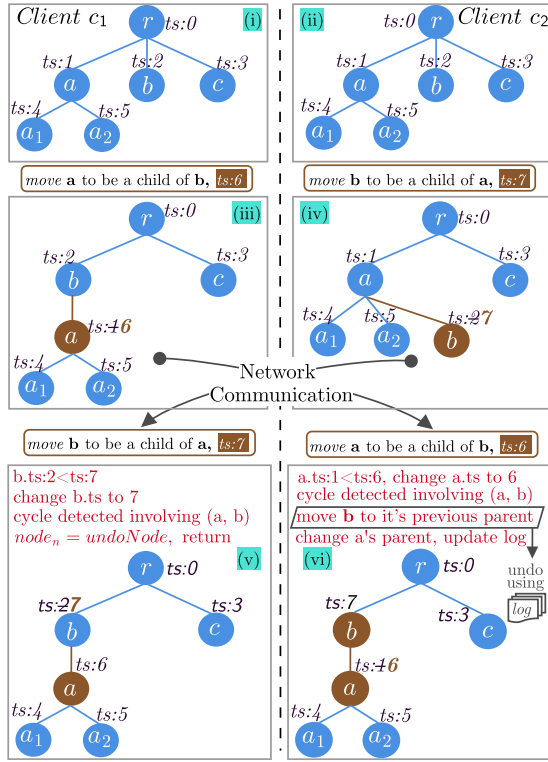 Client c₁
(i)
r
ts:0
ts:1
ts:2
ts:3
a
b
c
ts:4
ts:5
a₁
a₂
(ii)
Client c₂
ts:0
r
ts:1
ts:2
ts:3
a
b
c
ts:4
ts:5
a₁
a₂
move a to be a child of b, ts:6
move b to be a child of a, ts:7
(iii)
r
ts:0
ts:2
ts:3
b
c
a
ts:16
ts:4
ts:5
a₁
a₂
(iv)
r
ts:0
ts:1
ts:3
a
c
ts:4
ts:5
ts:27
a₁
a₂
b
Network
Communication
move b to be a child of a, ts:7
move a to be a child of b, ts:6
b.ts:2<ts:7
change b.ts to 7
cycle detected involving (a, b)
nodeₙ = undoNode, return
(v)
r
ts:0
ts:27
ts:3
b
c
ts:6
a
ts:4
ts:5
a₁
a₂
a.ts:1<ts:6, change a.ts to 6
cycle detected involving (a, b)
move b to it's previous parent
change a's parent, update log
(vi)
undo
using
log
r
ts:0
ts:7
ts:3
b
c
a
ts:16
ts:4
ts:5
a₁
a₂